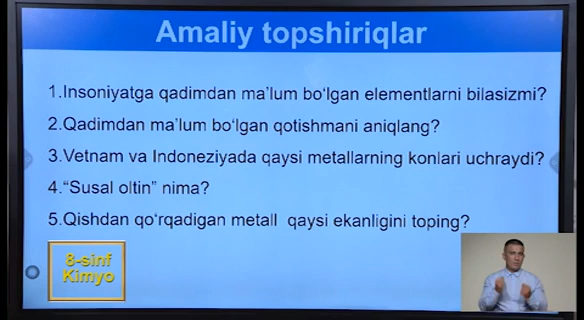 Amaliy topshiriqlar
1.Insoniyatga qadimdan ma’lum bo‘lgan elementlarni bilasizmi?
2.Qadimdan ma’lum bo‘lgan qotishmani aniqlang?
3.Vetnam va Indoneziyada qaysi metallarning konlari uchraydi?
4.“Susal oltin” nima?
5.Qishdan qo‘rqadigan metall qaysi ekanligini toping?
8-sinf
Kimyo